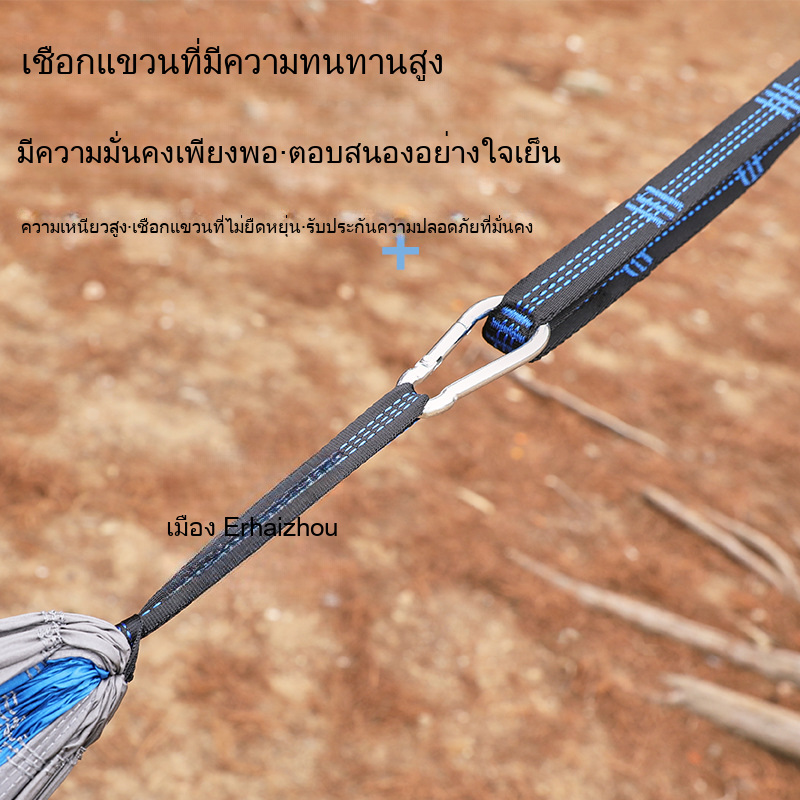 เชือกแขวนที่มีความทนทานสูง
มีความมั่นคงเพียงพอ·ตอบสนองอย่างใจเย็น
ความเหนียวสูง·เชือกแขวนที่ไม่ยืดหยุ่น·รับประกันความปลอดภัยที่มั่นคง
เมือง Erhaizhou